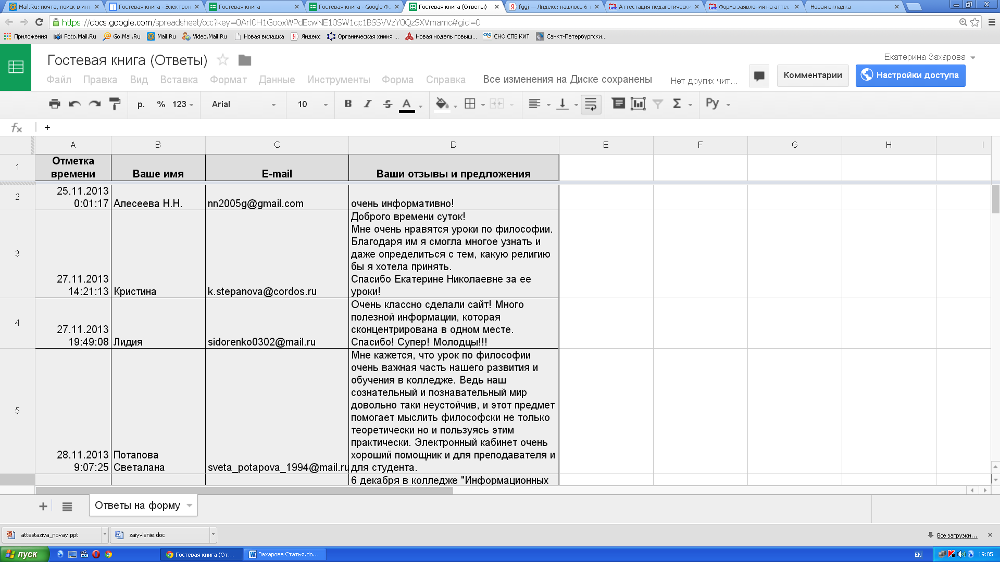 Mail.Ru: почта, поиск в инт
Гостевая книга - Электрон
Гостевая книга
Гостевая книга - Google Фо
Гостевая книга (Ответы)
fggj — Яндекс: нашлось 6 т
Аттестация педагогически
Форма заявления на аттес
Новая вкладка
https://docs.google.com/spreadsheet/ccc?key=0Arl0H1GooxWPdEcwNE10SW1qc1BSSVVzY0QzSXVmamc#gid=0
Приложения
Foto.Mail.Ru
Go.Mail.Ru
Mail.Ru
Video.Mail.Ru
Новая вкладка
Яндекс
Органическая химия ...
Новая модель повыш...
СНО СПБ КИТ
Санкт-Петербургски...
Гостевая книга (Ответы)
Екатерина Захарова
Файл Правка Вид Вставка Формат Данные Инструменты Форма Справка
Все изменения на Диске сохранены
Нет других чит...
Комментарии
Настройки доступа
р. % 123
Arial
10
B I S A
Σ
Ру
fx
+
A B C D E F G H I
1
Отметка
времени
Ваше имя
E-mail
Ваши отзывы и предложения
2
25.11.2013
0:01:17
Алесеева Н.Н.
nn2005g@gmail.com
очень информативно!
3
27.11.2013
14:21:13
Кристина
k.stepanova@cordos.ru
Доброго времени суток!
Мне очень нравятся уроки по философии.
Благодаря им я смогла многое узнать и
даже определиться с тем, какую религию
бы я хотела принять.
Спасибо Екатерине Николаевне за ее
уроки!
4
27.11.2013
19:49:08
Лидия
sidorenko0302@mail.ru
Очень классно сделали сайт! Много
полезной информации, которая
сконцентрирована в одном месте.
Спасибо! Супер! Молодцы!!!
5
28.11.2013
9:07:25
Потапова
Светалана
sveta_potapova_1994@mail.ru
Мне кажется, что урок по философии
очень важная часть нашего развития и
обучения в колледже. Ведь наш
сознательный и познавательный мир
довольно таки неустойчив, и этот предмет
помогает мыслить философски не только
теоретически но и пользуясь этим
практически. Электронный кабинет очень
хороший помощник и для преподавателя и
для студента.
6 декабря в колледже "Информационных
Ответы на форму
attestaziya_novay.ppt
zaiyvlenie.doc
Все загрузки...
пуск
Гостевая книга (От...
Захарова Статья.do...
EN
19:05